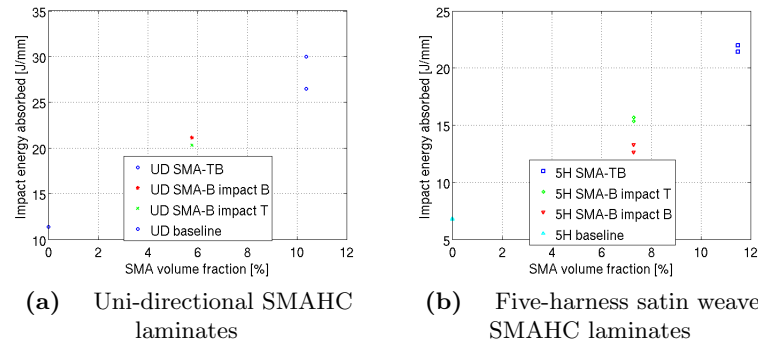 35
30
25
20
15
10
0 2 4 6 8 10 12
Impact energy absorbed [J/mm]
SMA volume fraction [%]
UD SMA-TB
UD SMA-B impact B
UD SMA-B impact T
UD baseline
25
20
15
10
5
0 2 4 6 8 10 12
Impact energy absorbed [J/mm]
SMA volume fraction [%]
5H SMA-TB
5H SMA-B impact T
5H SMA-B impact B
5H baseline
(a) Uni-directional SMAHC
laminates
(b) Five-harness satin weave
SMAHC laminates